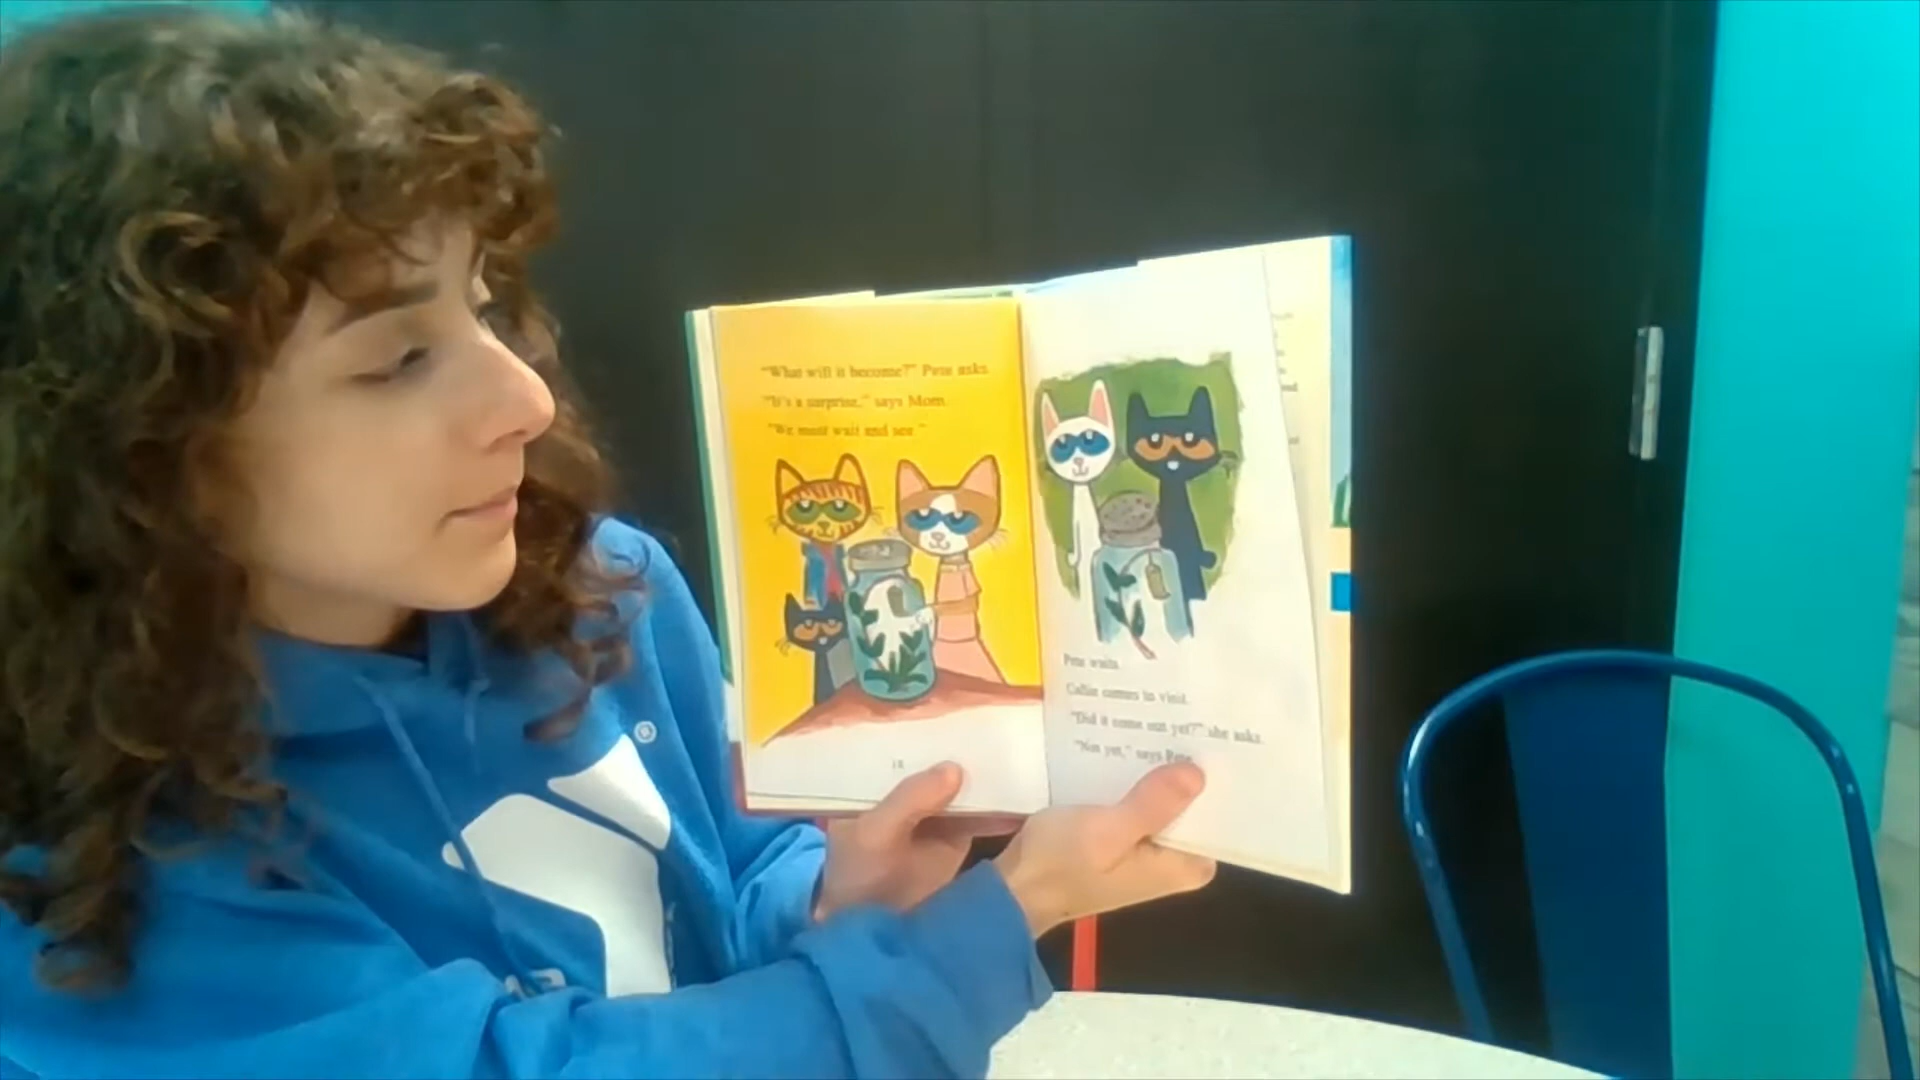 "What will it become?" Pete asks.
"It's a surprise," says Mom.
"We must wait and see."
18
Pete waits.
Callie comes to visit.
"Did it come out yet?" she asks.
"Not yet," says Pete.
®